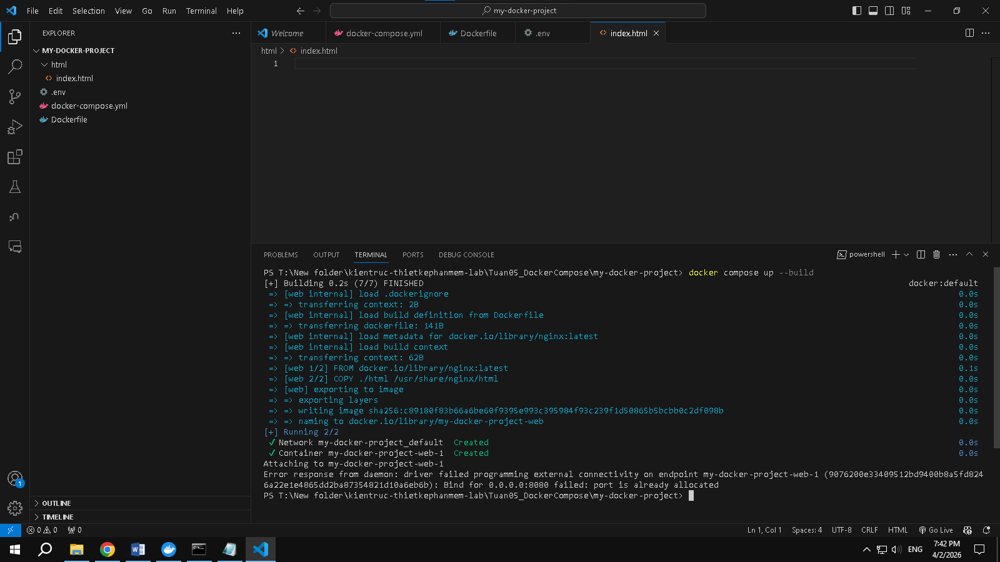 File Edit Selection View Go Run Terminal Help
my-docker-project
EXPLORER
MY-DOCKER-PROJECT
html
index.html
.env
docker-compose.yml
Dockerfile
OUTLINE
TIMELINE
Welcome docker-compose.yml Dockerfile .env index.html
html index.html
1
PROBLEMS OUTPUT TERMINAL PORTS DEBUG CONSOLE
powershell
PS T:\New folder\kientruc-thietkephanmem-lab\Tuan05_DockerCompose\my-docker-project> docker compose up --build
[+] Building 0.2s (7/7) FINISHED docker:default
=> [web internal] load .dockerignore 0.0s
=> => transferring context: 2B 0.0s
=> [web internal] load build definition from Dockerfile 0.0s
=> => transferring dockerfile: 141B 0.0s
=> [web internal] load metadata for docker.io/library/nginx:latest 0.0s
=> [web internal] load build context 0.0s
=> => transferring context: 62B 0.0s
=> [web 1/2] FROM docker.io/library/nginx:latest 0.1s
=> [web 2/2] COPY ./html /usr/share/nginx/html 0.0s
=> [web] exporting to image 0.0s
=> => exporting layers 0.0s
=> => writing image sha256:c89180f83b66a6be60f9395e993c395984f93c239f1d50865b5bcbb0c2df098b 0.0s
=> => naming to docker.io/library/my-docker-project-web 0.0s
[+] Running 2/2
✓ Network my-docker-project_default Created 0.0s
✓ Container my-docker-project-web-1 Created 0.0s
Attaching to my-docker-project-web-1
Error response from daemon: driver failed programming external connectivity on endpoint my-docker-project-web-1 (9076200e33409512bd9400b8a5fd824
6a22e1e4865dd2ba87354821d10a6eb6b): Bind for 0.0.0.0:8080 failed: port is already allocated
PS T:\New folder\kientruc-thietkephanmem-lab\Tuan05_DockerCompose\my-docker-project>
1
0 0 0
Ln 1, Col 1 Spaces: 4 UTF-8 CRLF HTML Go Live
ENG
7:42 PM
4/2/2026